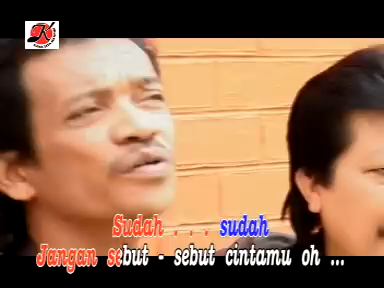 Sudah . . . sudah
Jangan sebut - sebut cintamu oh ...